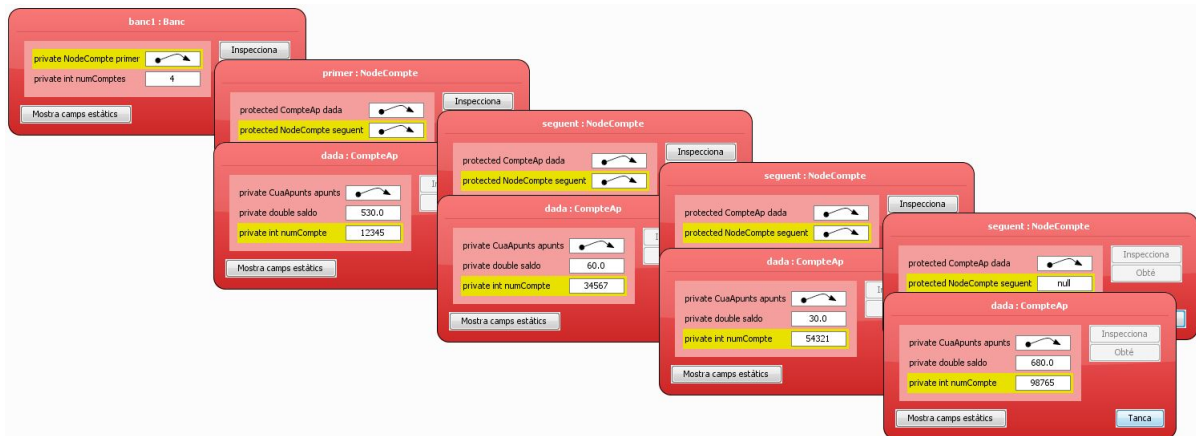 banc1 : Banc
private NodeCompte primer
Inspecciona
private int numComptes 4
Mostra camps estàtics
primer : NodeCompte
protected CompteAp dada
Inspecciona
protected NodeCompte seguent
dada : CompteAp
private CuaApunts apunts
private double saldo 530.0
private int numCompte 12345
Mostra camps estàtics
seguent : NodeCompte
protected CompteAp dada
Inspecciona
protected NodeCompte seguent
dada : CompteAp
private CuaApunts apunts
private double saldo 60.0
private int numCompte 34567
Mostra camps estàtics
seguent : NodeCompte
protected CompteAp dada
Inspecciona
protected NodeCompte seguent
dada : CompteAp
private CuaApunts apunts
private double saldo 30.0
private int numCompte 54321
Mostra camps estàtics
seguent : NodeCompte
protected CompteAp dada
Inspecciona
protected NodeCompte seguent null
Obté
dada : CompteAp
private CuaApunts apunts
Inspecciona
private double saldo 680.0
Obté
private int numCompte 98765
Mostra camps estàtics
Tanca